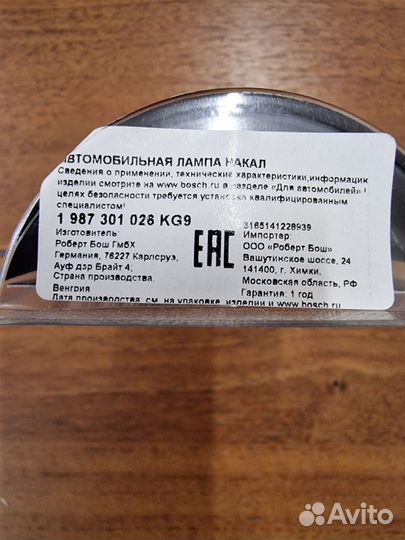 АВТОМОБИЛЬНАЯ ЛАМПА НАКАЛ
Сведения о применении, технические характеристики,информаци
изделии смотрите на www.bosch.ru в разделе «Для автомобилей»
целях безопасности требуется установка квалифицированным
специалистом!
1 987 301 026 KG9
Изготовитель:
Роберт Бош ГмбХ
Германия, 76227 Карлсруэ,
Ауф дэр Брайт 4;
Страна производства:
Венгрия
Дата производства: см. на упаковке, изделии и www.bosch.ru
EAC
3165141228939
Импортер:
ООО «Роберт Бош»
Вашутинское шоссе, 24
141400, г. Химки,
Московская область, РФ
Гарантия: 1 год
Avito